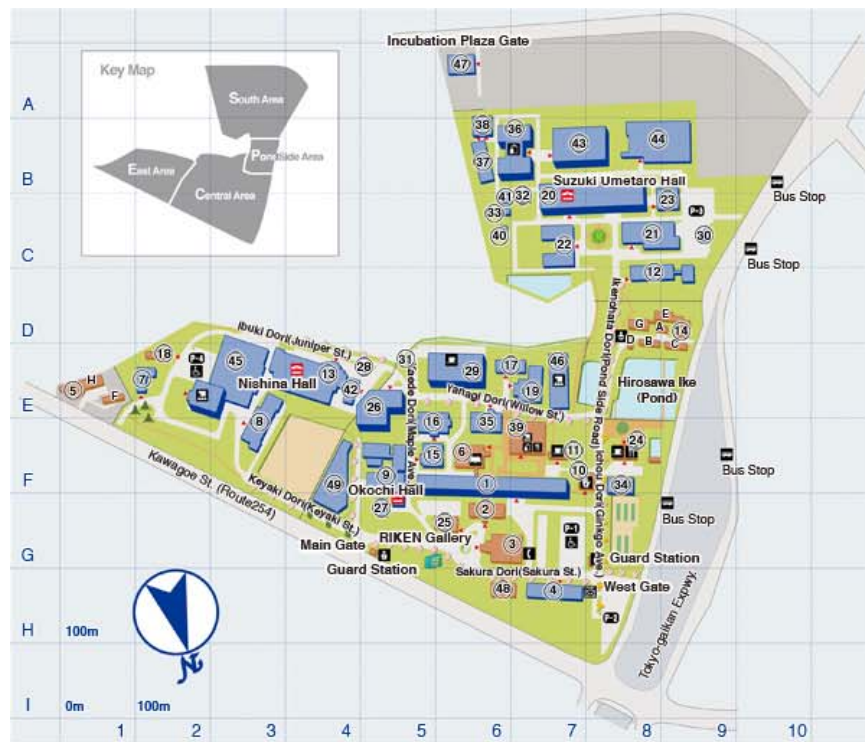 Incubation Plaza Gate
Key Map
South Area
Pond Side Area
East Area
Central Area
A
B
C
D
E
F
G
H
I
1
2
3
4
5
6
7
8
9
10
47
38
36
37
43
44
Suzuki Umetaro Hall
41
32
20
23
33
40
22
21
P-3
30
12
Bus Stop
Bus Stop
Ikenohata Dori(Pond Side Road)
E
G
A
14
D
B
C
Ibuki Dori(Juniper St.)
18
P-4
45
13
28
31
Nishina Hall
42
29
17
46
19
Hirosawa Ike
(Pond)
5
H
F
7
8
26
Kaede Dori(Maple Ave.)
Yanagi Dori(Willow St.)
16
35
39
15
6
11
24
10
Ichou Dori(Ginkgo Ave.)
Kawagoe St. (Route254)
Keyaki Dori(Keyaki St.)
49
9
Okochi Hall
1
34
27
2
25
RIKEN Gallery
3
P-1
Main Gate
Guard Station
Sakura Dori(Sakura St.)
48
4
Guard Station
West Gate
Bus Stop
Bus Stop
Tokyo-gaikan Expwy.
N
100m
0m
100m